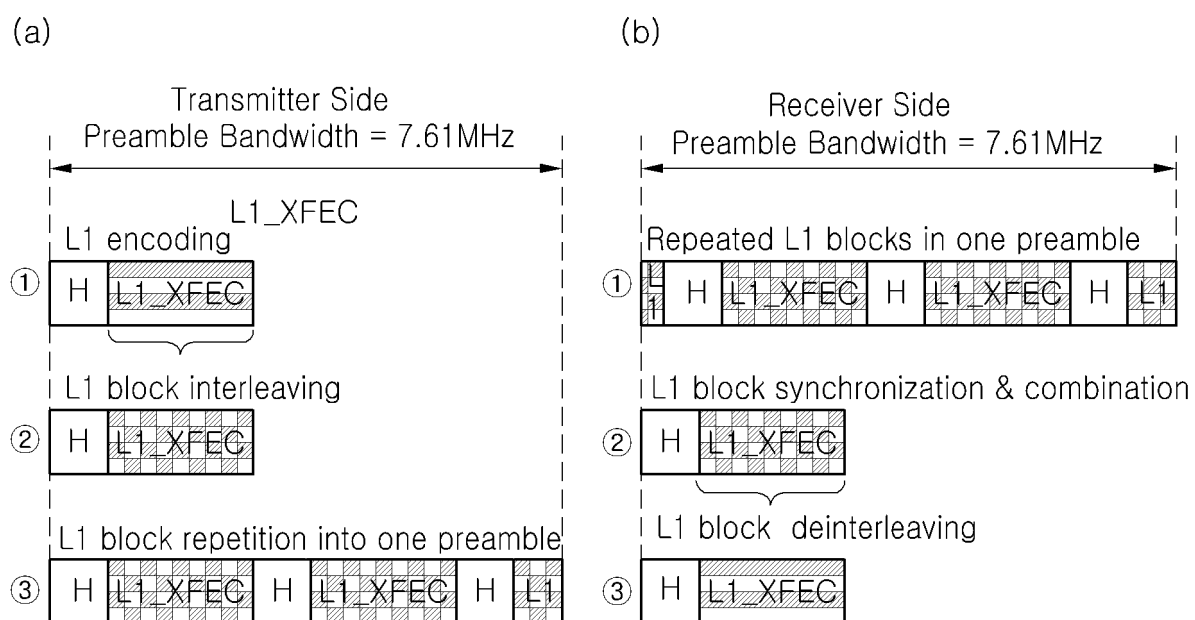 (a)
Transmitter Side
Preamble Bandwidth = 7.61MHz
L1_XFEC
L1 encoding
① H L1_XFEC
L1 block interleaving
② H L1_XFEC
L1 block repetition into one preamble
③ H L1_XFEC H L1_XFEC H L1
(b)
Receiver Side
Preamble Bandwidth = 7.61MHz
Repeated L1 blocks in one preamble
① L1 H L1_XFEC H L1_XFEC H L1
L1 block synchronization & combination
② H L1_XFEC
L1 block deinterleaving
③ H L1_XFEC